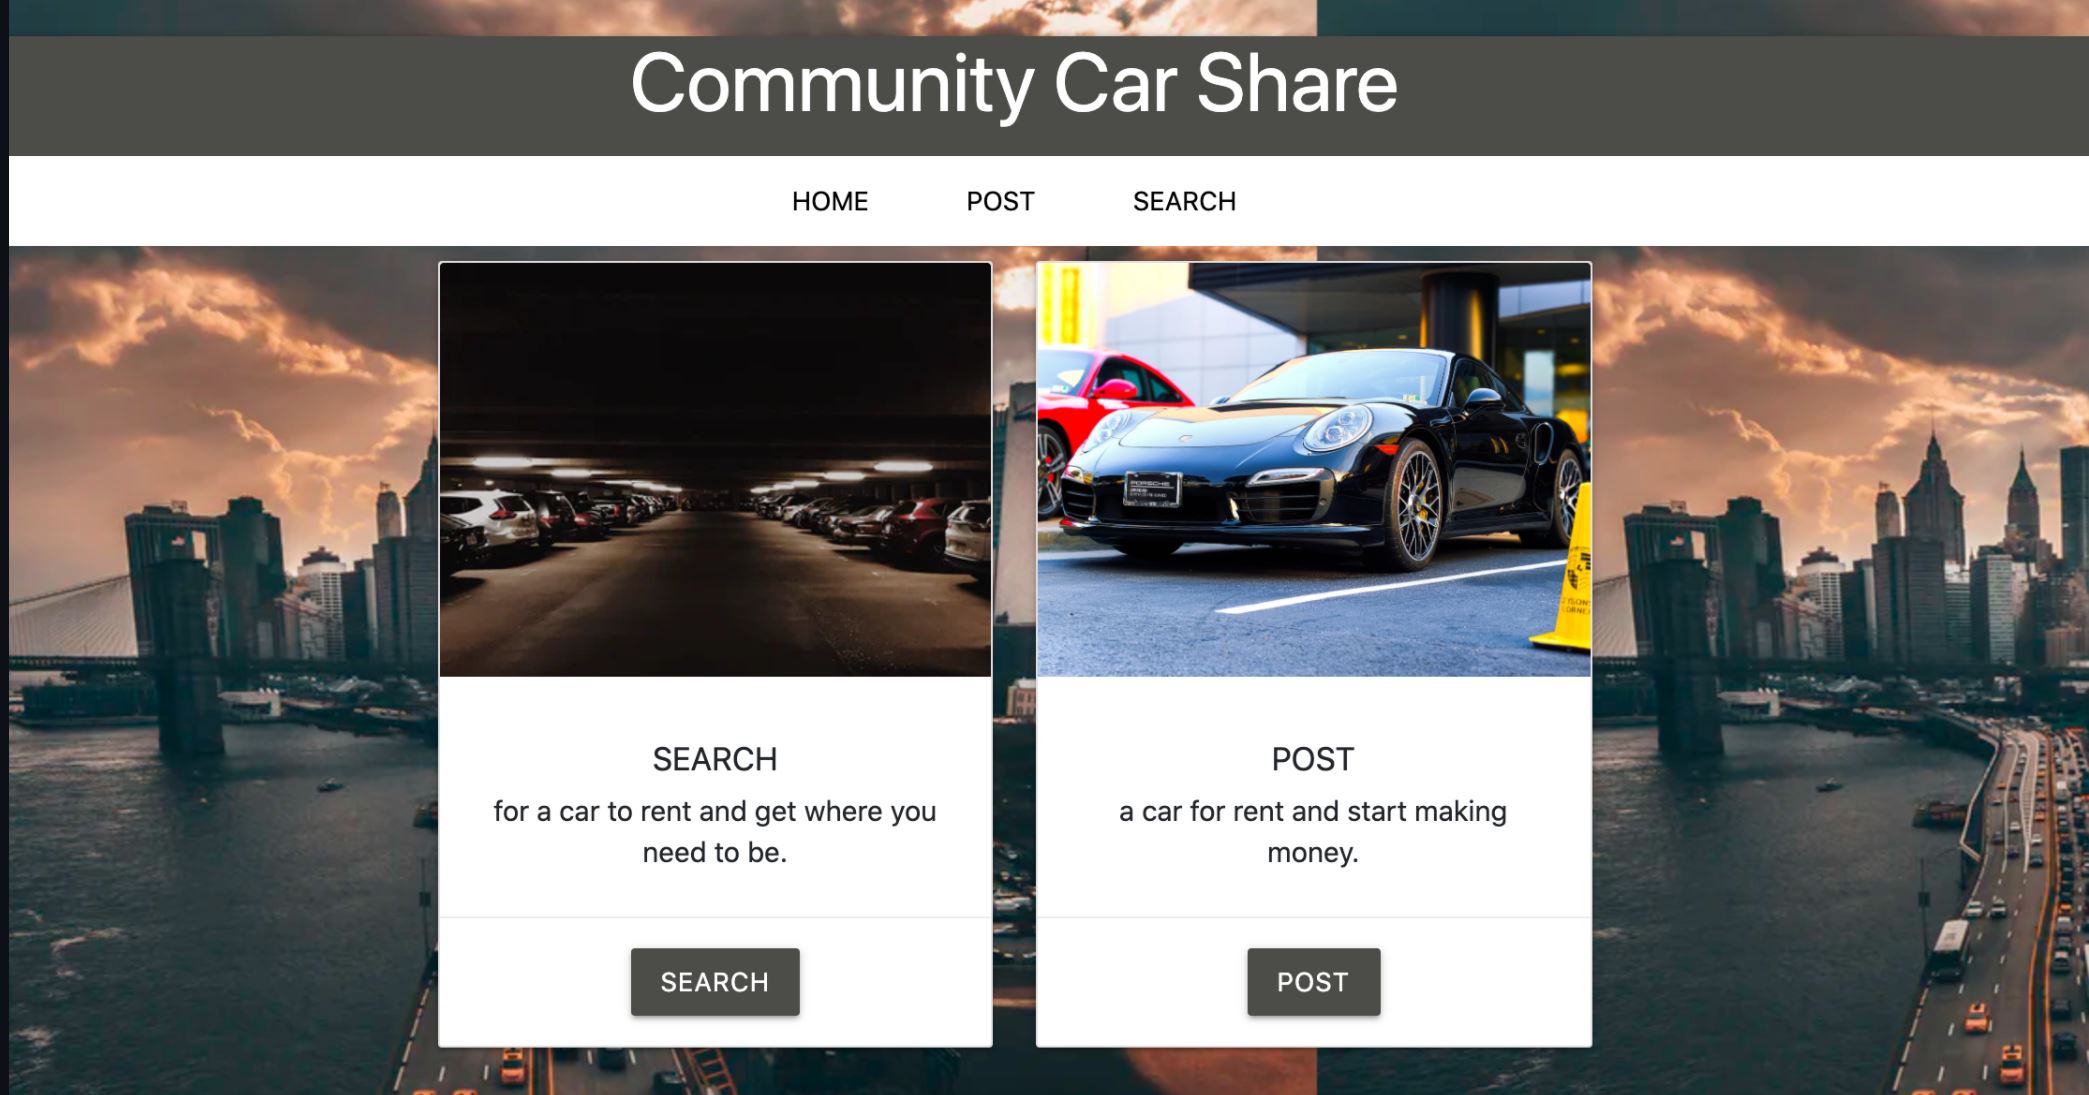 Community Car Share
HOME POST SEARCH
SEARCH
for a car to rent and get where you
need to be.
SEARCH
PORSCHE
POST
a car for rent and start making
money.
POST